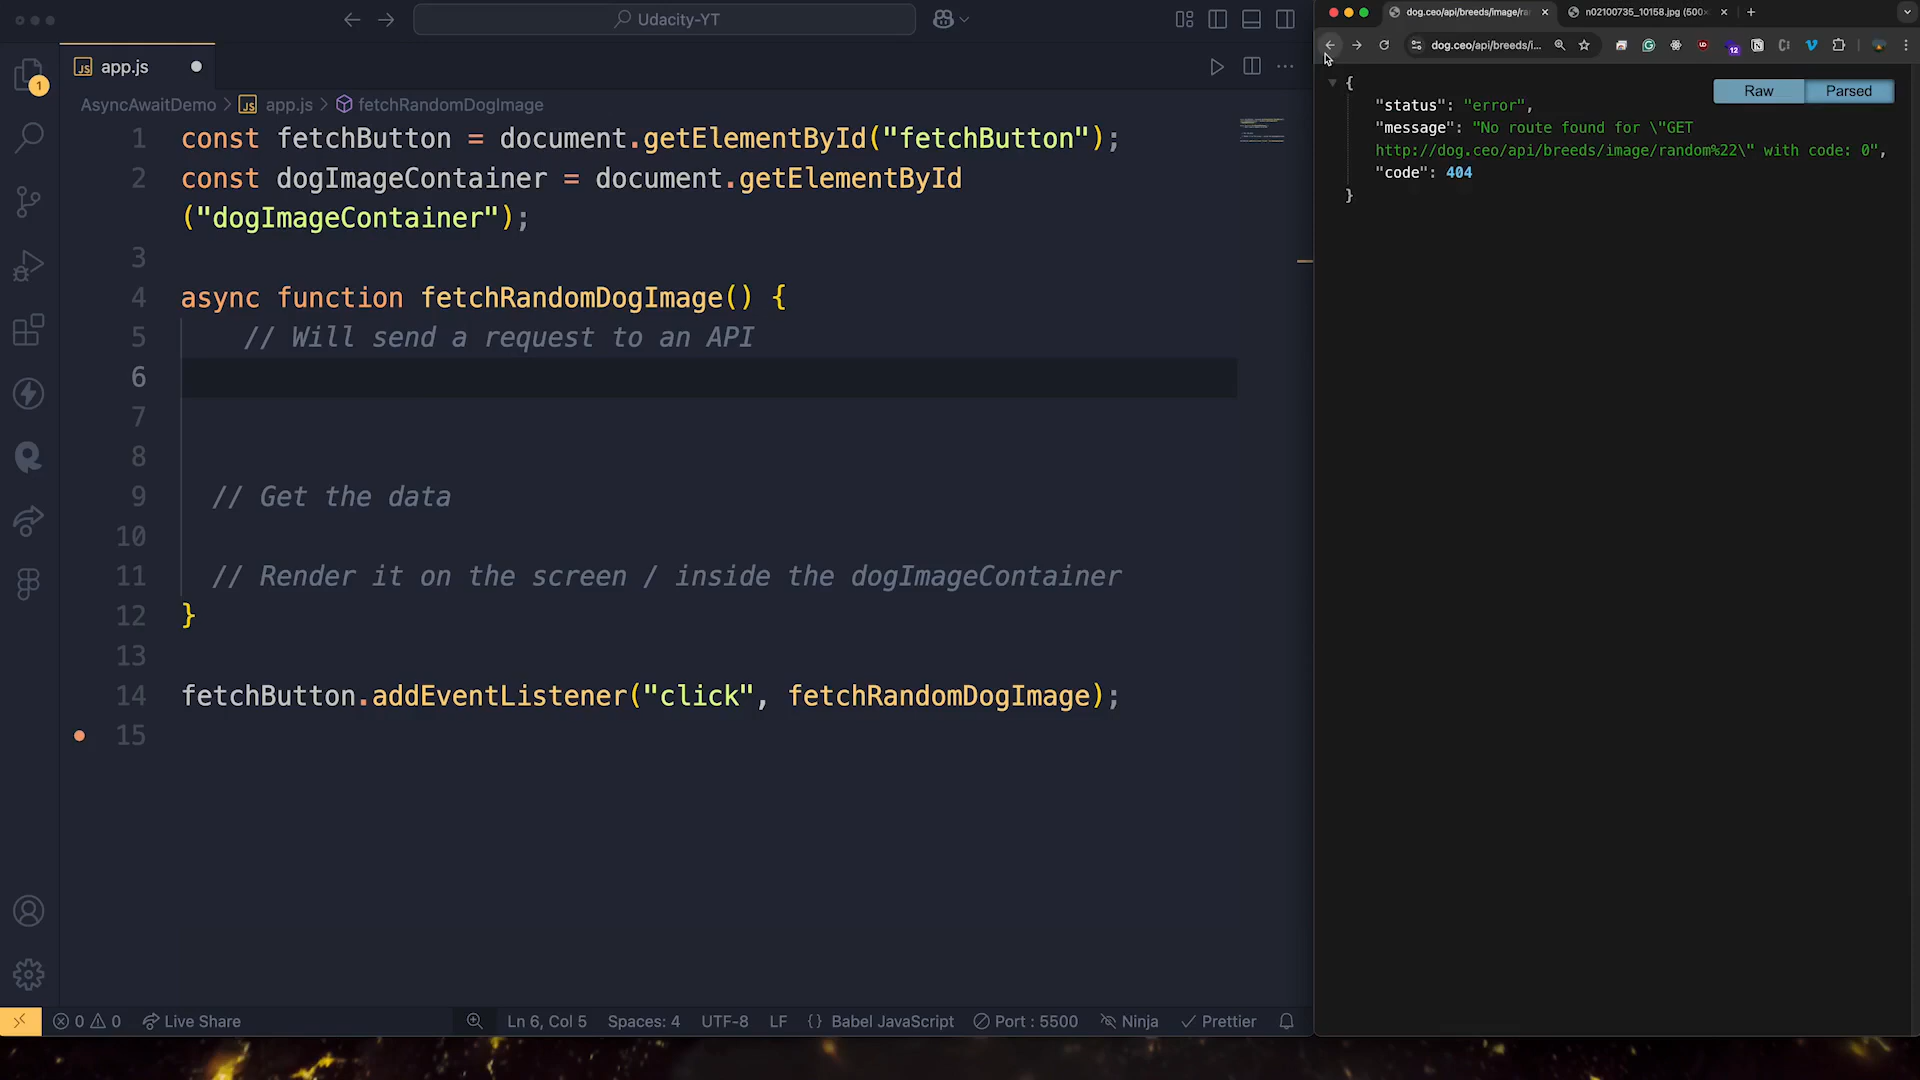 Udacity-YT
app.js
AsyncAwaitDemo > app.js > fetchRandomDogImage
1 const fetchButton = document.getElementById("fetchButton");
2 const dogImageContainer = document.getElementById
("dogImageContainer");
3
4 async function fetchRandomDogImage() {
5 // Will send a request to an API
6
7
8
9 // Get the data
10
11 // Render it on the screen / inside the dogImageContainer
12 }
13
14 fetchButton.addEventListener("click", fetchRandomDogImage);
15
1
0 0 Live Share Ln 6, Col 5 Spaces: 4 UTF-8 LF {} Babel JavaScript Port : 5500 Ninja Prettier
dog.ceo/api/breeds/image/ra n02100735_10158.jpg (500×
dog.ceo/api/breeds/i...
12
Raw Parsed
{
"status": "error",
"message": "No route found for \"GET
http://dog.ceo/api/breeds/image/random%22\" with code: 0",
"code": 404
}